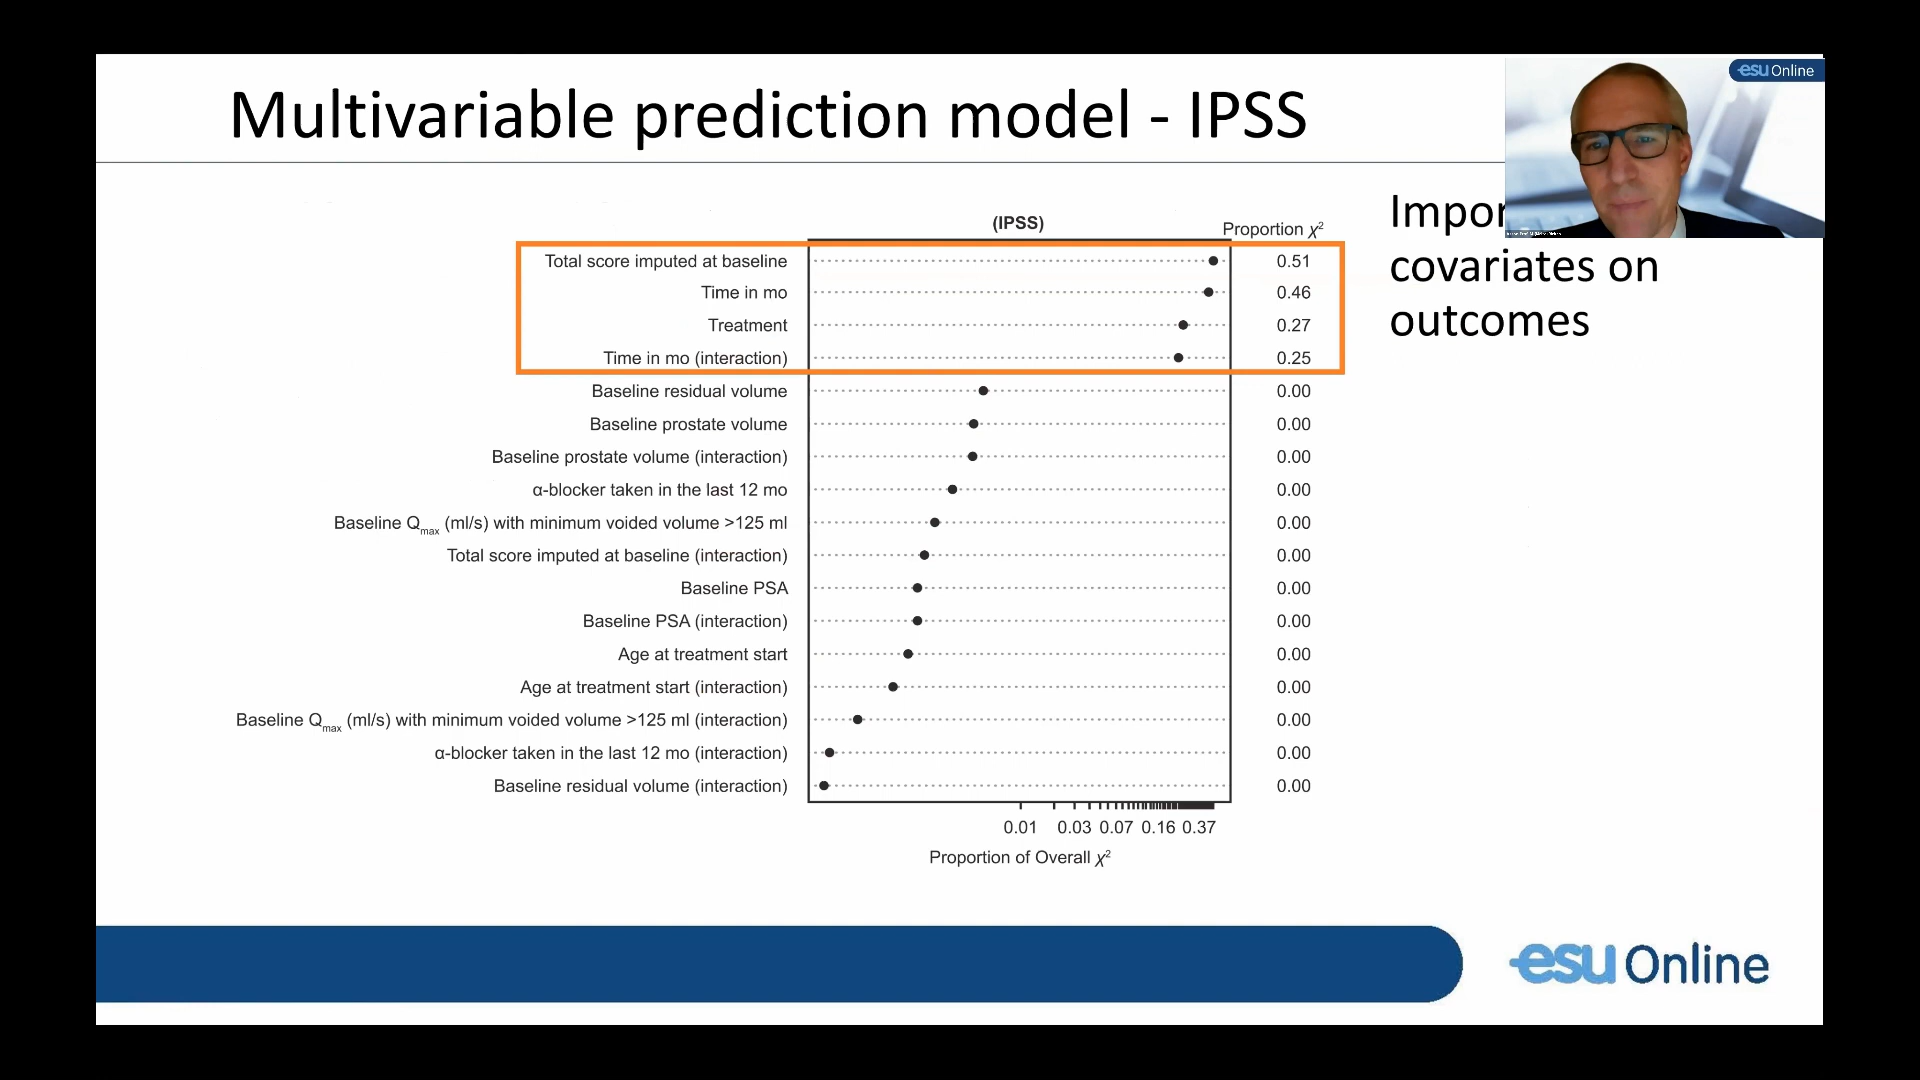 Multivariable prediction model - IPSS
esu Online
(IPSS)
Proportion χ²
Total score imputed at baseline 0.51
Time in mo 0.46
Treatment 0.27
Time in mo (interaction) 0.25
Baseline residual volume 0.00
Baseline prostate volume 0.00
Baseline prostate volume (interaction) 0.00
α-blocker taken in the last 12 mo 0.00
Baseline Qmax (ml/s) with minimum voided volume >125 ml 0.00
Total score imputed at baseline (interaction) 0.00
Baseline PSA 0.00
Baseline PSA (interaction) 0.00
Age at treatment start 0.00
Age at treatment start (interaction) 0.00
Baseline Qmax (ml/s) with minimum voided volume >125 ml (interaction) 0.00
α-blocker taken in the last 12 mo (interaction) 0.00
Baseline residual volume (interaction) 0.00
0.01 0.03 0.07 0.16 0.37
Proportion of Overall χ²
covariates on
outcomes
esu Online